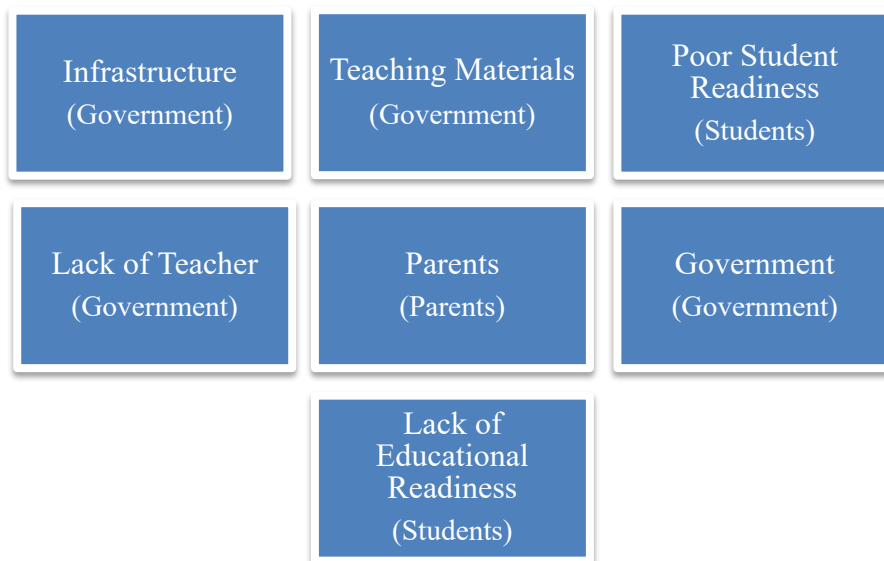 Infrastructure
(Government)
Teaching Materials
(Government)
Poor Student
Readiness
(Students)
Lack of Teacher
(Government)
Parents
(Parents)
Government
(Government)
Lack of
Educational
Readiness
(Students)